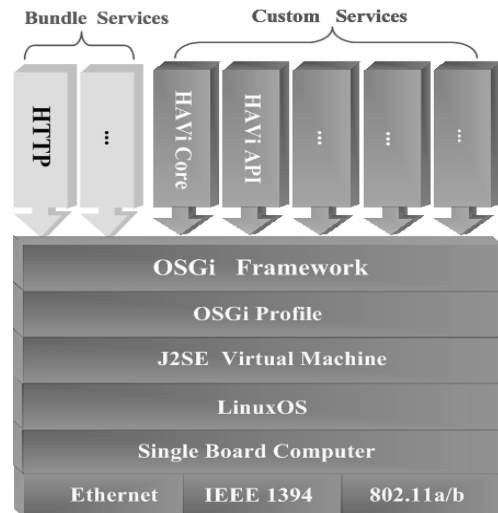 Bundle Services
Custom Services
HTTP
...
HAVi Core
HAVi API
...
...
...
OSGi Framework
OSGi Profile
J2SE Virtual Machine
LinuxOS
Single Board Computer
Ethernet
IEEE 1394
802.11a/b